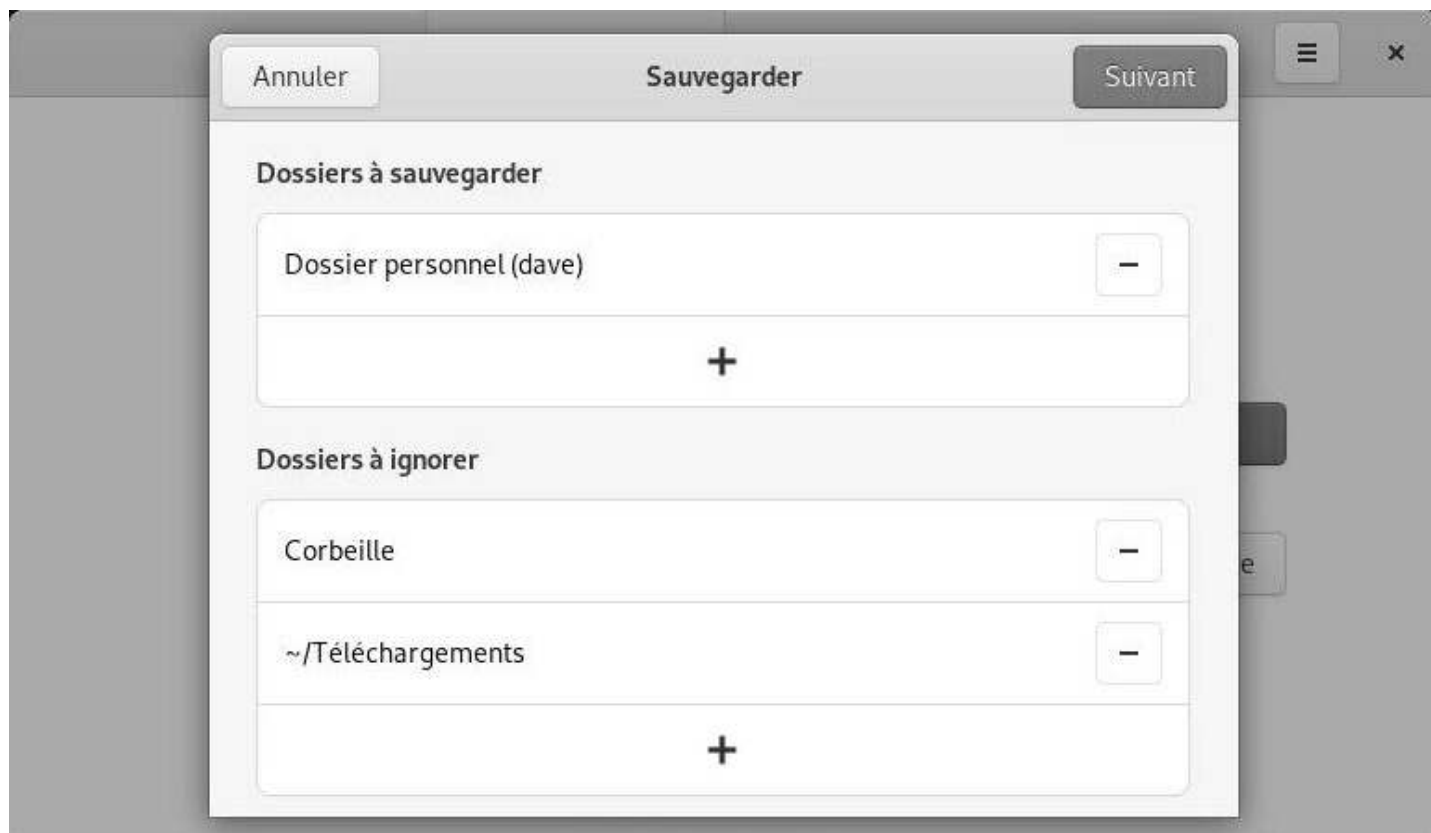 Annuler
Sauvegarder
Suivant
Dossiers à sauvegarder
Dossier personnel (dave)
Dossiers à ignorer
Corbeille
~/Téléchargements
e